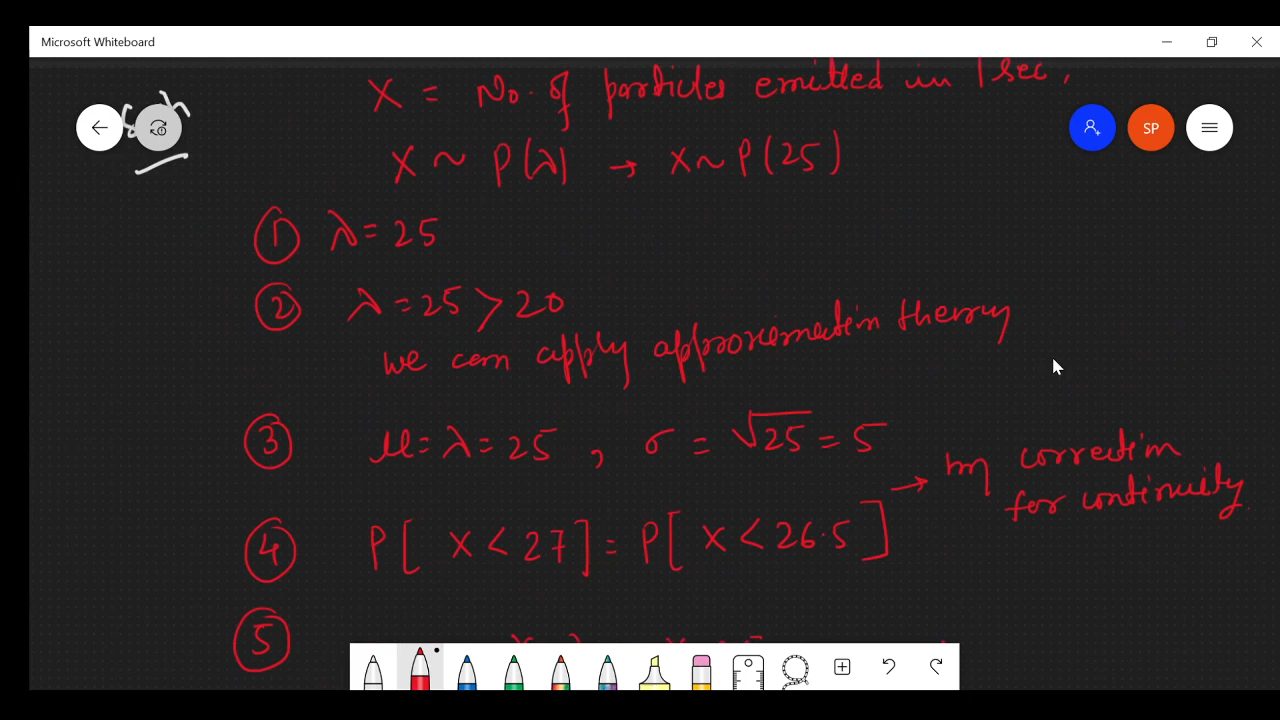 Microsoft Whiteboard
X = No. of particles emitted in 1 sec.
SP
X ~ P(λ) → X ~ P(25)
① λ = 25
② λ = 25 > 20
we can apply approximation theory
③ μ = λ = 25 , σ = √25 = 5
④ P[ X < 27 ] = P[ X < 26.5 ] → correction
for continuity.
⑤